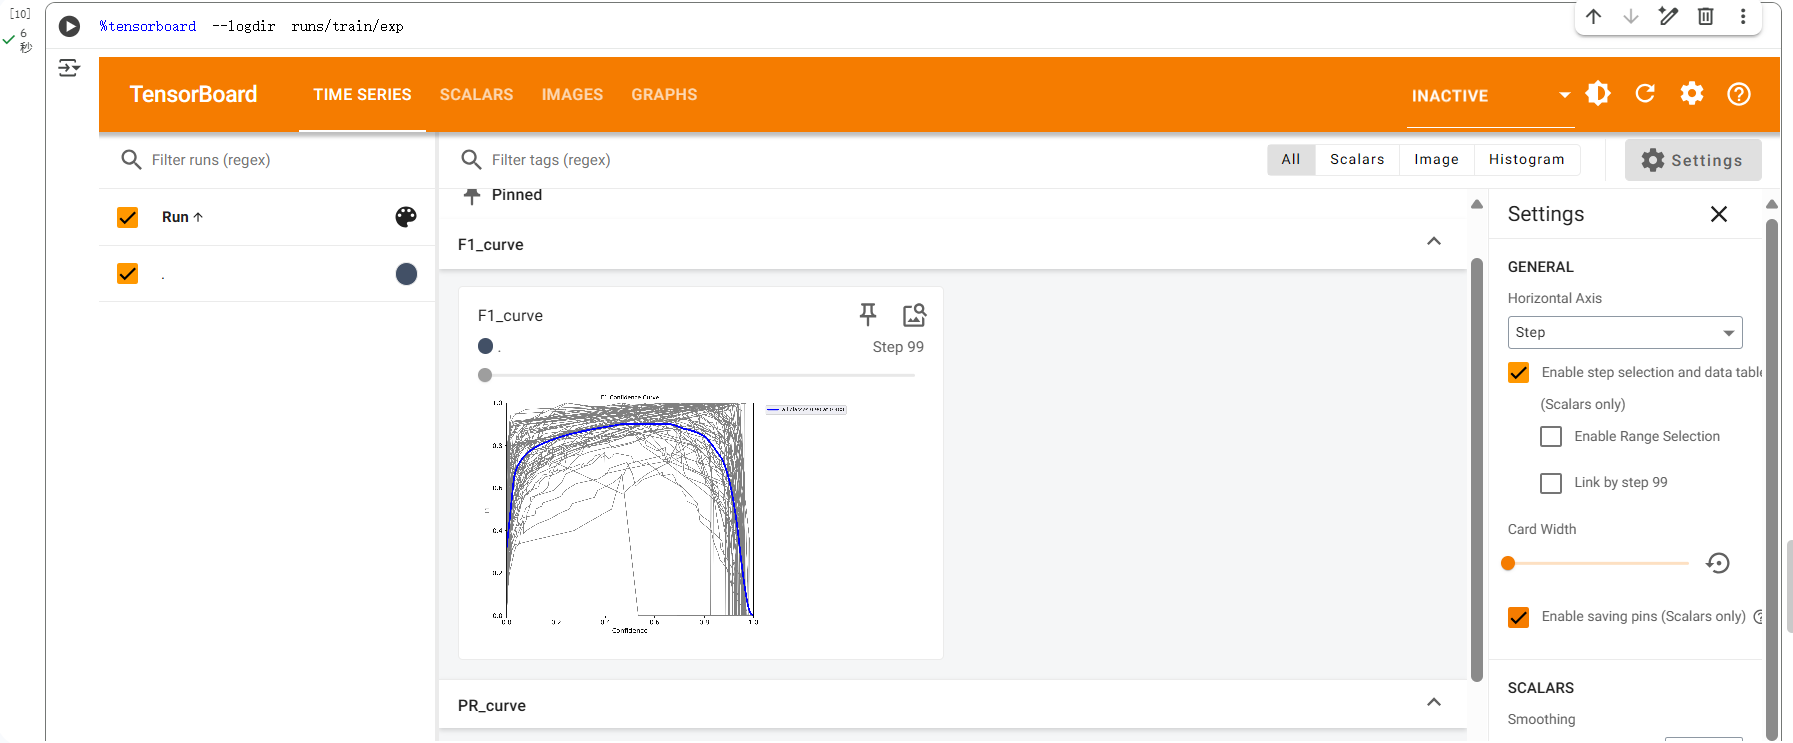 [10]
6
秒
%tensorboard --logdir runs/train/exp
TensorBoard
TIME SERIES
SCALARS
IMAGES
GRAPHS
INACTIVE
Filter runs (regex)
Filter tags (regex)
All
Scalars
Image
Histogram
Settings
Run
.
Pinned
F1_curve
F1_curve
.
Step 99
F1-Confidence Curve
1.0
0.8
0.6
0.4
0.2
0.0
0.0
0.2
0.4
0.6
0.8
1.0
Confidence
PR_curve
Settings
GENERAL
Horizontal Axis
Step
Enable step selection and data table
(Scalars only)
Enable Range Selection
Link by step 99
Card Width
Enable saving pins (Scalars only)
SCALARS
Smoothing